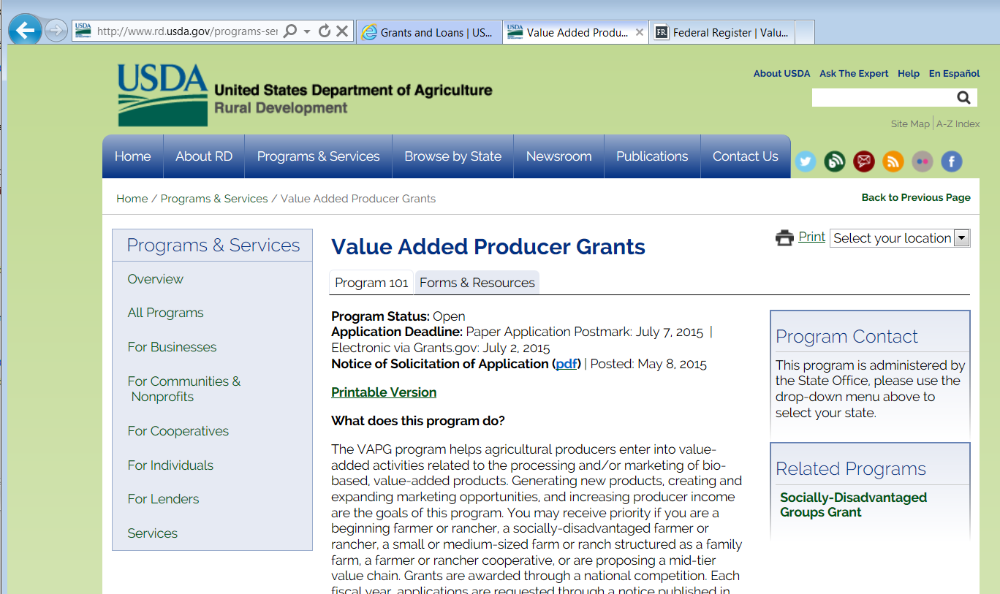 http://www.rd.usda.gov/programs-ser
Grants and Loans | US...
Value Added Produ...
FR
Federal Register | Valu...
USDA
United States Department of Agriculture
Rural Development
About USDA Ask The Expert Help En Español
Site Map | A-Z Index
Home About RD Programs & Services Browse by State Newsroom Publications Contact Us
Home / Programs & Services / Value Added Producer Grants
Back to Previous Page
Programs & Services
Overview
All Programs
For Businesses
For Communities &
Nonprofits
For Cooperatives
For Individuals
For Lenders
Services
Value Added Producer Grants
Print Select your location
Program 101 Forms & Resources
Program Status: Open
Application Deadline: Paper Application Postmark: July 7, 2015 |
Electronic via Grants.gov: July 2, 2015
Notice of Solicitation of Application (pdf) | Posted: May 8, 2015
Printable Version
What does this program do?
The VAPG program helps agricultural producers enter into value-
added activities related to the processing and/or marketing of bio-
based, value-added products. Generating new products, creating and
expanding marketing opportunities, and increasing producer income
are the goals of this program. You may receive priority if you are a
beginning farmer or rancher, a socially-disadvantaged farmer or
rancher, a small or medium-sized farm or ranch structured as a family
farm, a farmer or rancher cooperative, or are proposing a mid-tier
value chain. Grants are awarded through a national competition. Each
fiscal year, applications are requested through a notice published in
Program Contact
This program is administered by
the State Office, please use the
drop-down menu above to
select your state.
Related Programs
Socially-Disadvantaged
Groups Grant